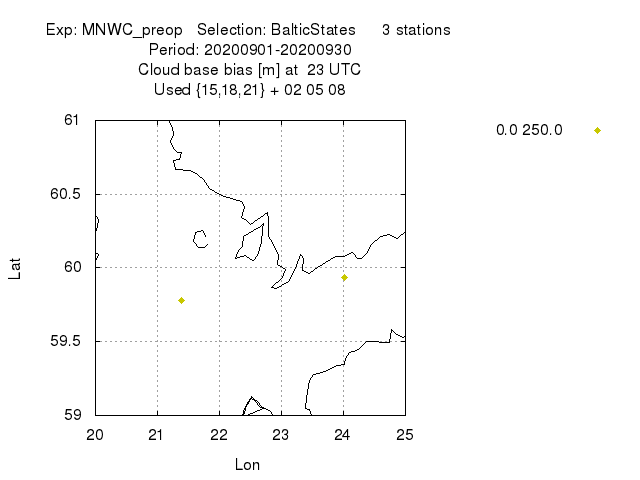 Exp: MNWC_preop Selection: BalticStates 3 stations
Period: 20200901-20200930
Cloud base bias [m] at 23 UTC
Used {15,18,21} + 02 05 08
0.0 250.0
61
60.5
60
59.5
59
Lat
20 21 22 23 24 25
Lon